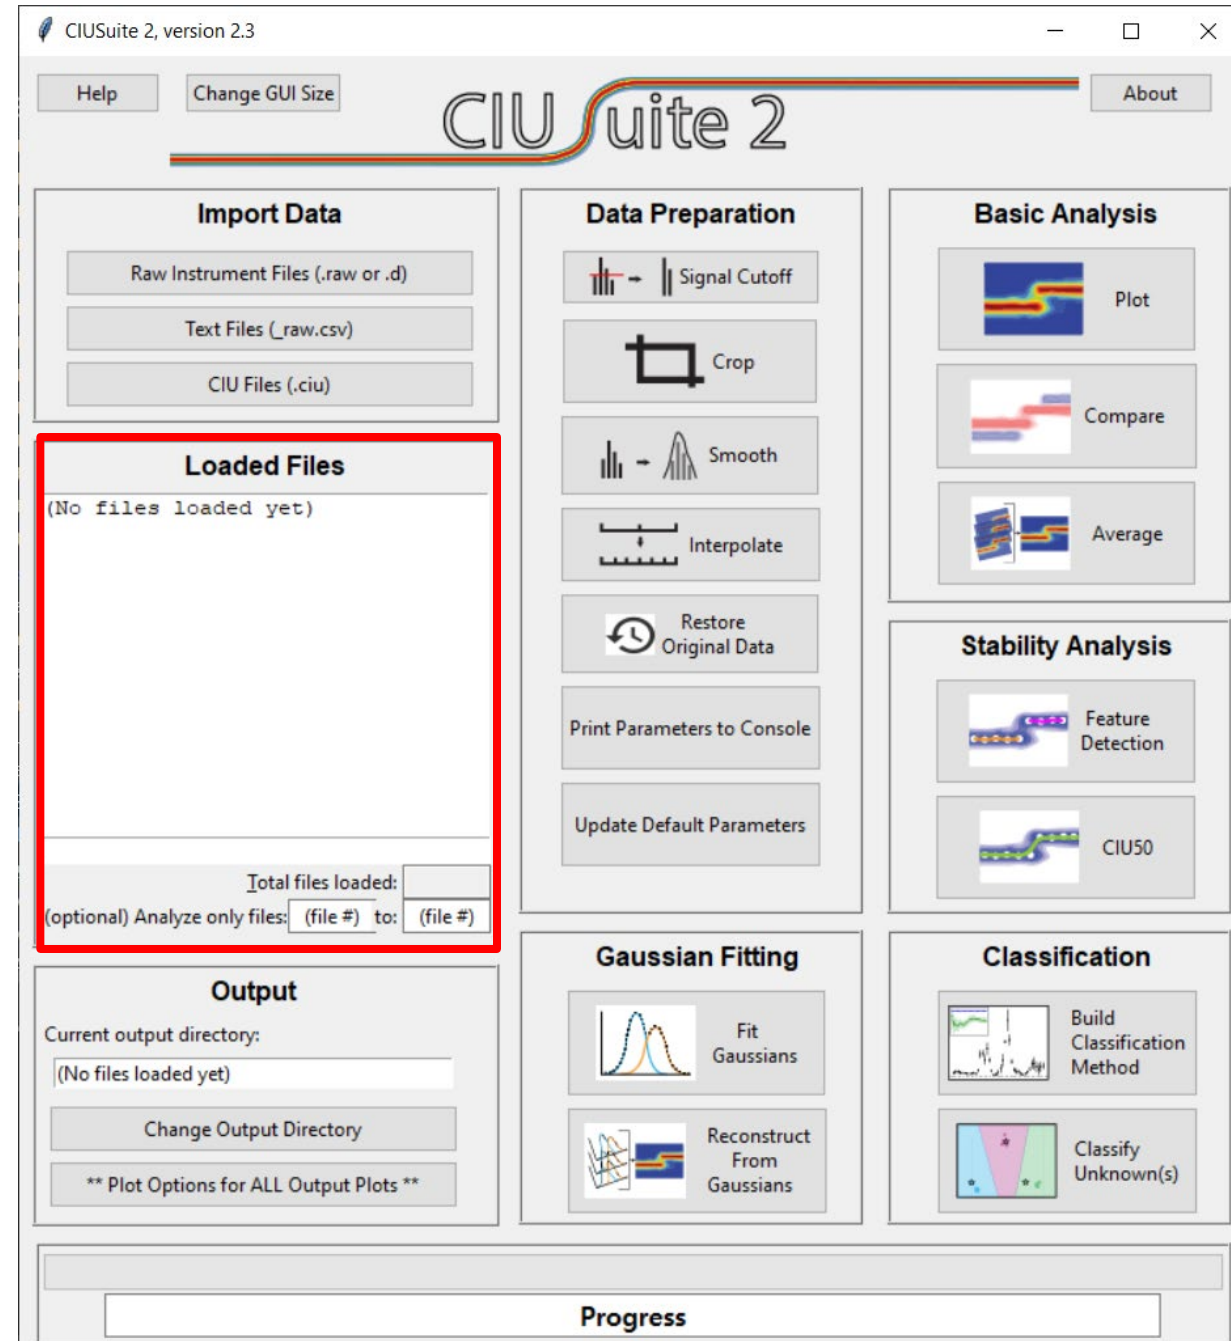 CIUSuite 2, version 2.3
Help
Change GUI Size
CIUSuite 2
About
Import Data
Raw Instrument Files (.raw or .d)
Text Files (_raw.csv)
CIU Files (.ciu)
Loaded Files
(No files loaded yet)
Total files loaded:
(optional) Analyze only files: (file #) to: (file #)
Output
Current output directory:
(No files loaded yet)
Change Output Directory
** Plot Options for ALL Output Plots **
Data Preparation
Signal Cutoff
Crop
Smooth
Interpolate
Restore
Original Data
Print Parameters to Console
Update Default Parameters
Gaussian Fitting
Fit
Gaussians
Reconstruct
From
Gaussians
Basic Analysis
Plot
Compare
Average
Stability Analysis
Feature
Detection
CIU50
Classification
Build
Classification
Method
Classify
Unknown(s)
Progress